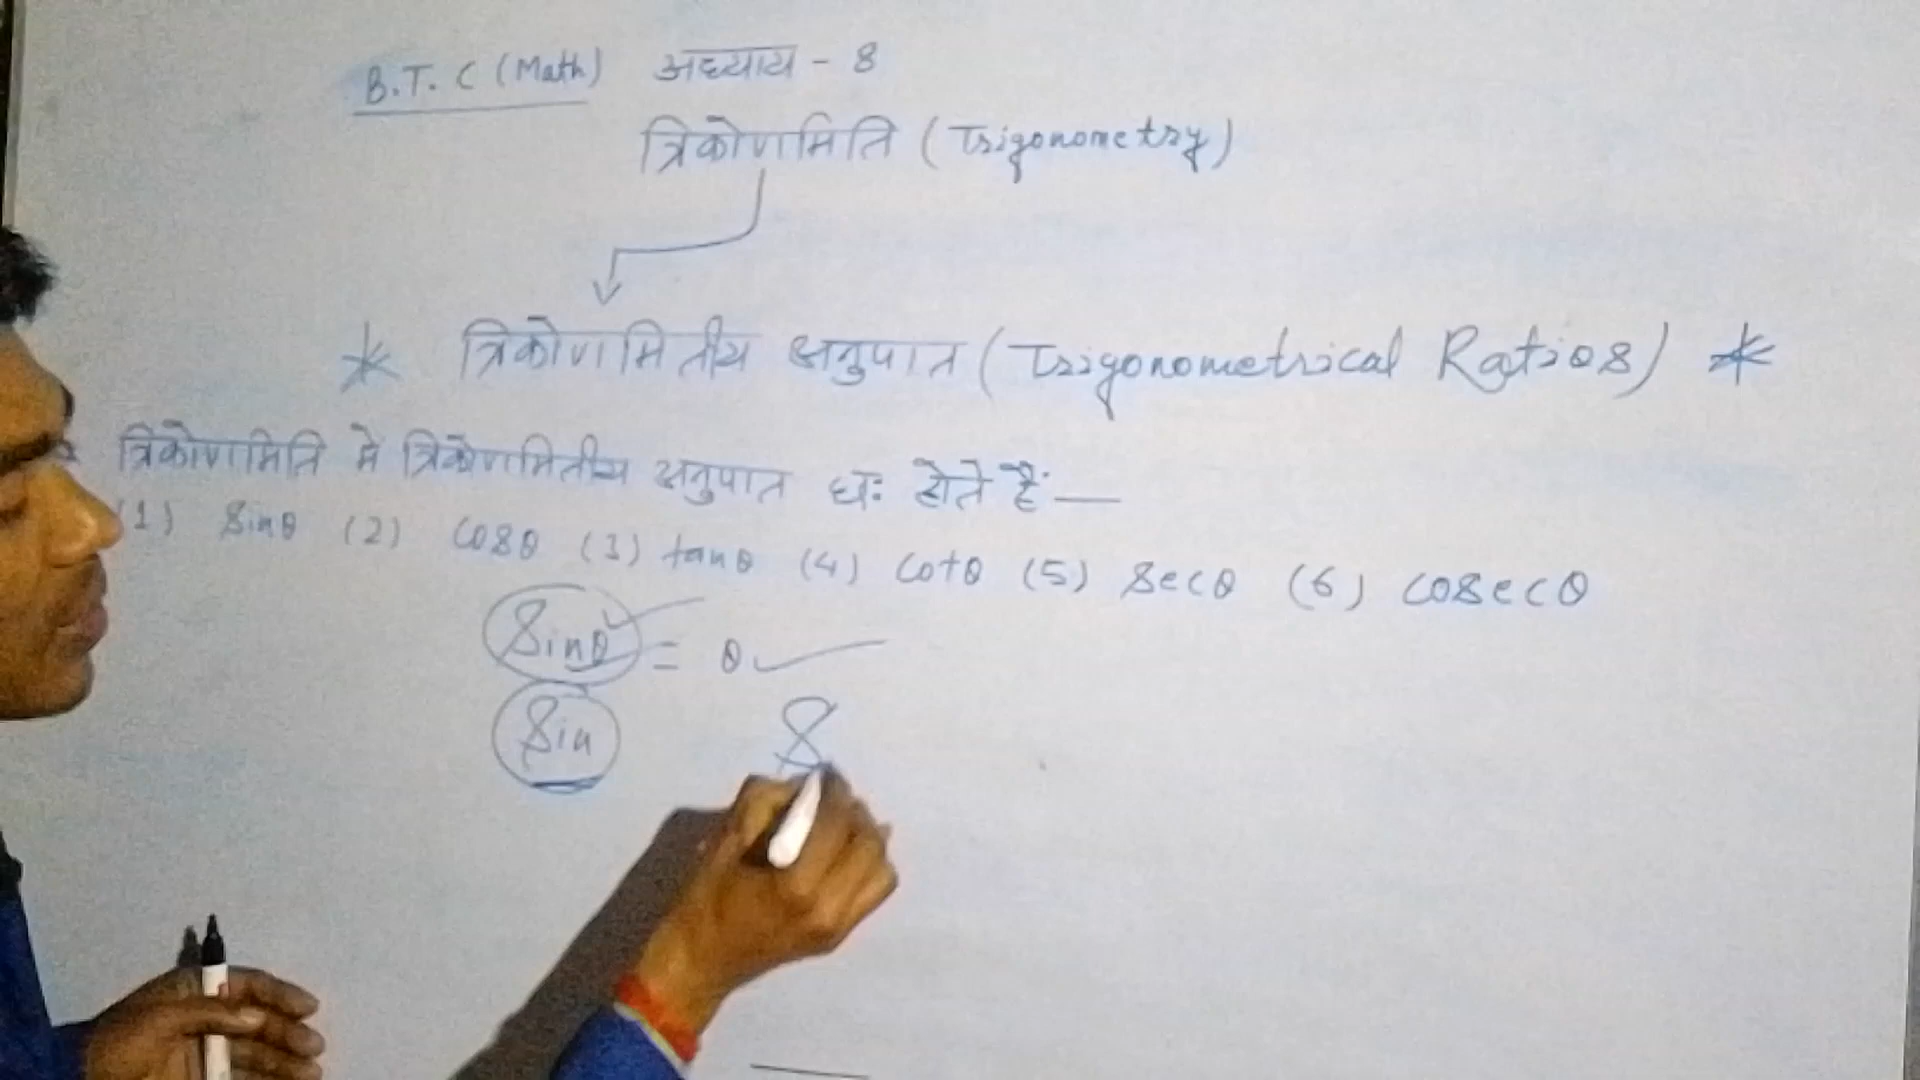 B.T.C (Math) अध्याय - 8
त्रिकोणमिति (Trigonometry)
* त्रिकोणमितीय अनुपात (Trigonometrical Ratios) *
त्रिकोणमिति मे त्रिकोणमितीय अनुपात छः होते हैं —
(1) Sinθ (2) cosθ (3) tanθ (4) cotθ (5) secθ (6) cosecθ
Sinθ = θ
Sin S